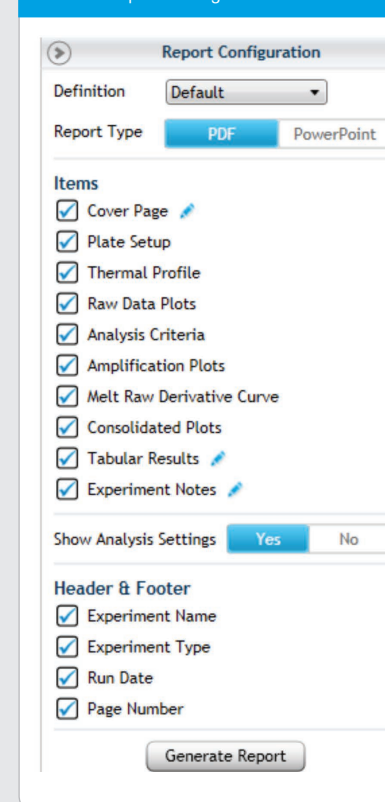 Report Configuration
Definition Default
Report Type PDF PowerPoint
Items
Cover Page
Plate Setup
Thermal Profile
Raw Data Plots
Analysis Criteria
Amplification Plots
Melt Raw Derivative Curve
Consolidated Plots
Tabular Results
Experiment Notes
Show Analysis Settings Yes No
Header & Footer
Experiment Name
Experiment Type
Run Date
Page Number
Generate Report